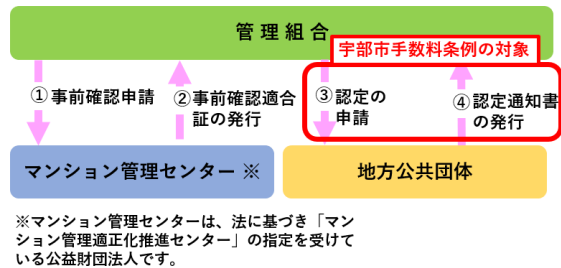 管理組合
宇部市手数料条例の対象
①事前確認申請
②事前確認適合
証の発行
③認定の
申請
④認定通知書
の発行
マンション管理センター ※
地方公共団体
※マンション管理センターは、法に基づき「マン
ション管理適正化推進センター」の指定を受けて
いる公益財団法人です。